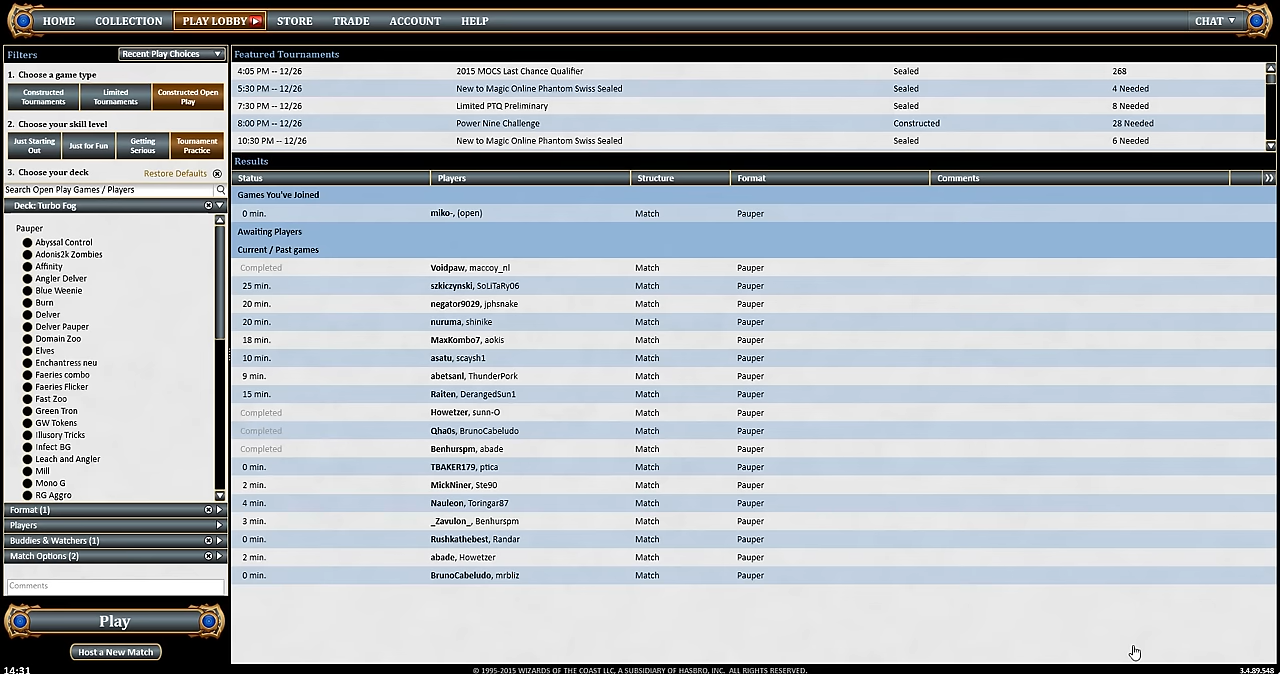 HOME COLLECTION PLAY LOBBY STORE TRADE ACCOUNT HELP CHAT
Filters Recent Play Choices
1. Choose a game type
Constructed Tournaments Limited Tournaments Constructed Open Play
2. Choose your skill level
Just Starting Out Just for Fun Getting Serious Tournament Practice
3. Choose your deck Restore Defaults
Search Open Play Games / Players
Deck: Turbo Fog
Pauper
Abyssal Control
Adonis2k Zombies
Affinity
Angler Delver
Blue Weenie
Burn
Delver
Delver Pauper
Domain Zoo
Elves
Enchantress neu
Faeries combo
Faeries Flicker
Fast Zoo
Green Tron
GW Tokens
Illusory Tricks
Infect BG
Leach and Angler
Mill
Mono G
RG Aggro
Format (1)
Players
Buddies & Watchers (1)
Match Options (2)
Comments
Play
Host a New Match
14:31
Featured Tournaments
4:05 PM -- 12/26 2015 MOCS Last Chance Qualifier Sealed 268
5:30 PM -- 12/26 New to Magic Online Phantom Swiss Sealed Sealed 4 Needed
7:30 PM -- 12/26 Limited PTQ Preliminary Sealed 8 Needed
8:00 PM -- 12/26 Power Nine Challenge Constructed 28 Needed
10:30 PM -- 12/26 New to Magic Online Phantom Swiss Sealed Sealed 6 Needed
Results
Status Players Structure Format Comments
Games You've Joined
0 min. miko-, (open) Match Pauper
Awaiting Players
Current / Past games
Completed Voidpaw, maccoy_nl Match Pauper
25 min. szkiczynski, SoLiTaRy06 Match Pauper
20 min. negator9029, jphsnake Match Pauper
20 min. nuruma, shinike Match Pauper
18 min. MaxKombo7, aokis Match Pauper
10 min. asatu, scaysh1 Match Pauper
9 min. abetsanl, ThunderPork Match Pauper
15 min. Raiten, DerangedSun1 Match Pauper
Completed Howetzer, sunn-O Match Pauper
Completed Qha0s, BrunoCabeludo Match Pauper
Completed Benhurspm, abade Match Pauper
0 min. TBAKER179, ptica Match Pauper
2 min. MickNiner, Ste90 Match Pauper
4 min. Nauleon, Toringar87 Match Pauper
3 min. _Zavulon_, Benhurspm Match Pauper
0 min. Rushkathebest, Randar Match Pauper
2 min. abade, Howetzer Match Pauper
0 min. BrunoCabeludo, mrbliz Match Pauper
© 1995-2015 WIZARDS OF THE COAST LLC, A SUBSIDIARY OF HASBRO, INC. ALL RIGHTS RESERVED. 3.4.89.548